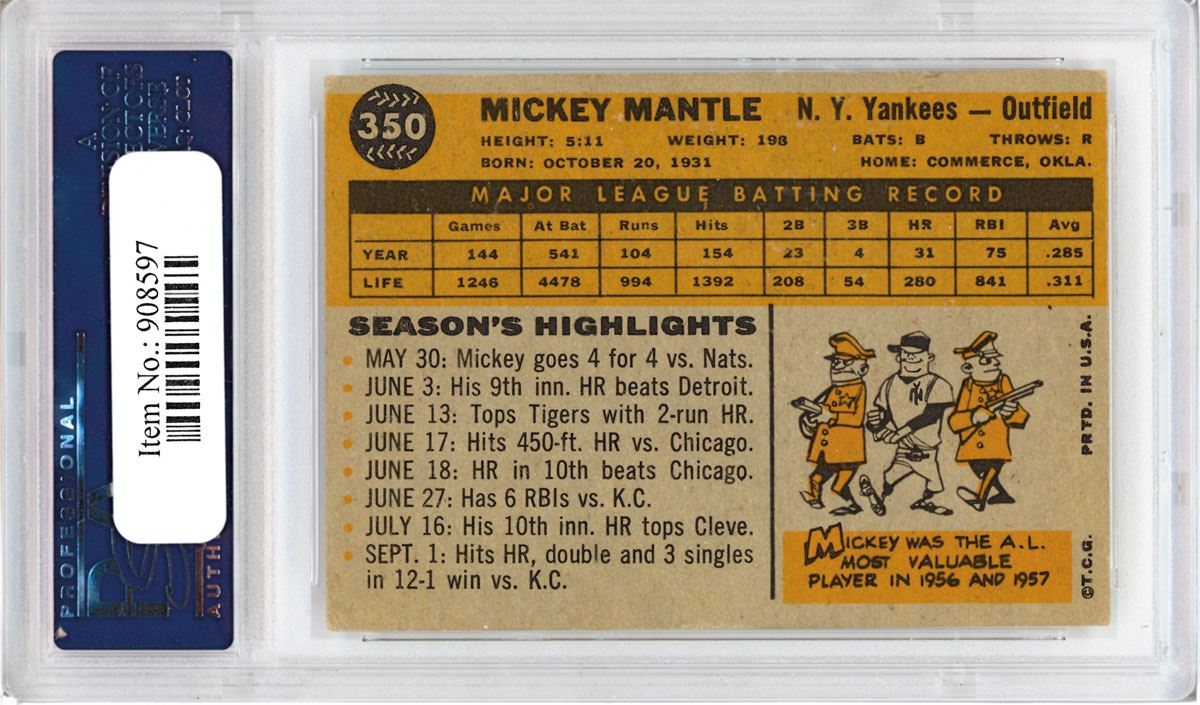 A
DIVISION OF
PROFESSIONAL
AUTH
Item No.: 908597
350
MICKEY MANTLE N. Y. Yankees — Outfield
HEIGHT: 5:11 WEIGHT: 198 BATS: B THROWS: R
BORN: OCTOBER 20, 1931 HOME: COMMERCE, OKLA.
MAJOR LEAGUE BATTING RECORD
Games At Bat Runs Hits 2B 3B HR RBI Avg
YEAR 144 541 104 154 23 4 31 75 .285
LIFE 1246 4478 994 1392 208 54 280 841 .311
SEASON'S HIGHLIGHTS
• MAY 30: Mickey goes 4 for 4 vs. Nats.
• JUNE 3: His 9th inn. HR beats Detroit.
• JUNE 13: Tops Tigers with 2-run HR.
• JUNE 17: Hits 450-ft. HR vs. Chicago.
• JUNE 18: HR in 10th beats Chicago.
• JUNE 27: Has 6 RBIs vs. K.C.
• JULY 16: His 10th inn. HR tops Cleve.
• SEPT. 1: Hits HR, double and 3 singles
in 12-1 win vs. K.C.
NY
MICKEY WAS THE A.L.
MOST VALUABLE
PLAYER IN 1956 AND 1957
PRTD. IN U.S.A.
©T.C.G.